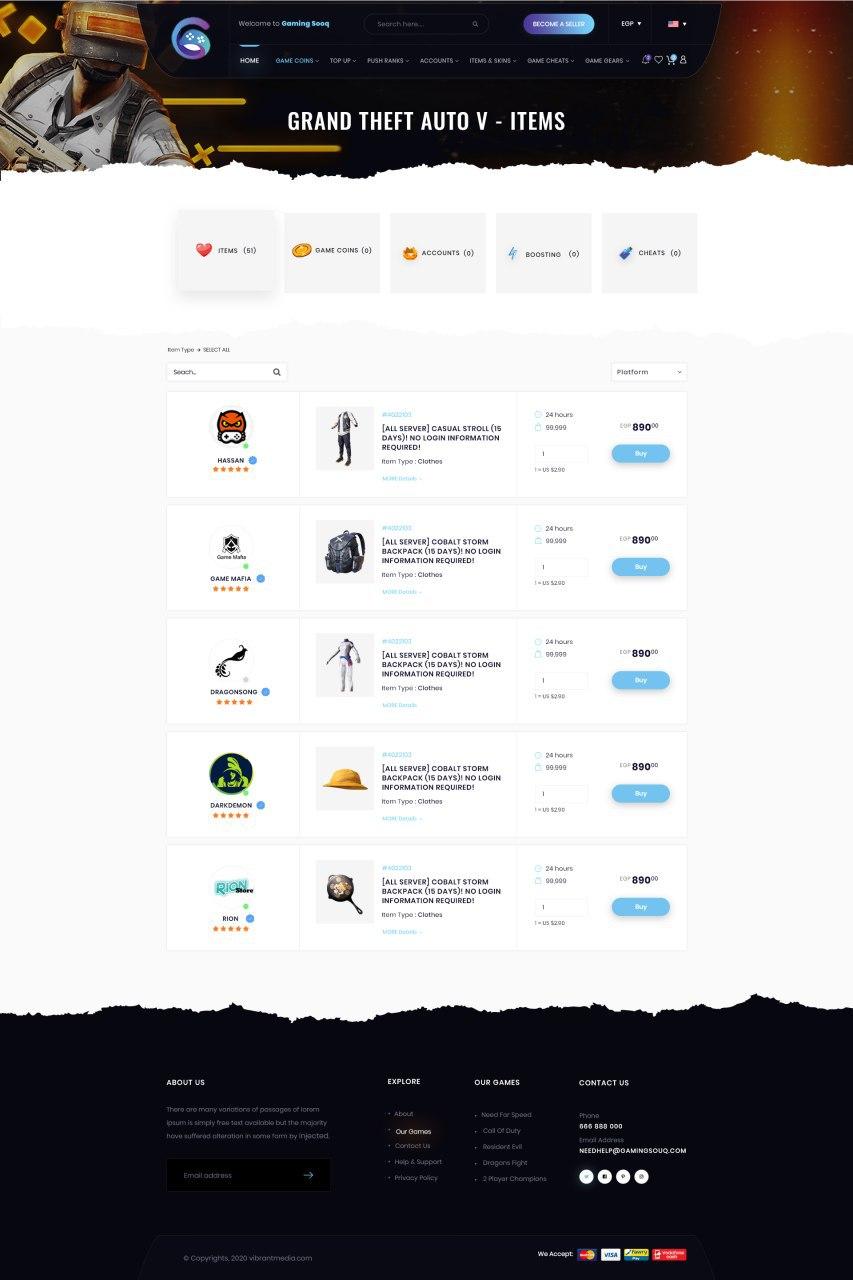 Welcome to Gaming Sooq
Search here....
BECOME A SELLER
EGP
HOME
GAME COINS
TOP UP
PUSH RANKS
ACCOUNTS
ITEMS & SKINS
GAME CHEATS
GAME GEARS
GRAND THEFT AUTO V - ITEMS
ITEMS (51)
GAME COINS (0)
ACCOUNTS (0)
BOOSTING (0)
CHEATS (0)
Item Type → SELECT ALL
Seach...
Platform
HASSAN
#4022103
[ALL SERVER] CASUAL STROLL (15
DAYS)! NO LOGIN INFORMATION
REQUIRED!
Item Type : Clothes
MORE Details
24 hours
99,999
1
1 = US $2.90
EGP 890.00
Buy
Game Mafia
GAME MAFIA
#4022103
[ALL SERVER] COBALT STORM
BACKPACK (15 DAYS)! NO LOGIN
INFORMATION REQUIRED!
Item Type : Clothes
MORE Details
24 hours
99,999
1
1 = US $2.90
EGP 890.00
Buy
DRAGONSONG
#4022103
[ALL SERVER] COBALT STORM
BACKPACK (15 DAYS)! NO LOGIN
INFORMATION REQUIRED!
Item Type : Clothes
MORE Details
24 hours
99,999
1
1 = US $2.90
EGP 890.00
Buy
DARKDEMON
#4022103
[ALL SERVER] COBALT STORM
BACKPACK (15 DAYS)! NO LOGIN
INFORMATION REQUIRED!
Item Type : Clothes
MORE Details
24 hours
99,999
1
1 = US $2.90
EGP 890.00
Buy
RION Store
RION
#4022103
[ALL SERVER] COBALT STORM
BACKPACK (15 DAYS)! NO LOGIN
INFORMATION REQUIRED!
Item Type : Clothes
MORE Details
24 hours
99,999
1
1 = US $2.90
EGP 890.00
Buy
ABOUT US
There are many variations of passages of lorem
ipsum is simply free text available but the majority
have suffered alteration in some form by injected.
Email address
EXPLORE
About
Our Games
Contact Us
Help & Support
Privacy Policy
OUR GAMES
Need For Speed
Call Of Duty
Resident Evil
Dragons Fight
2 Player Champions
CONTACT US
Phone
666 888 000
Email Address
NEEDHELP@GAMINGSOUQ.COM
© Copyrights, 2020 vibrantmedia.com
We Accept:
VISA
Fawry
Pay
vodafone
cash